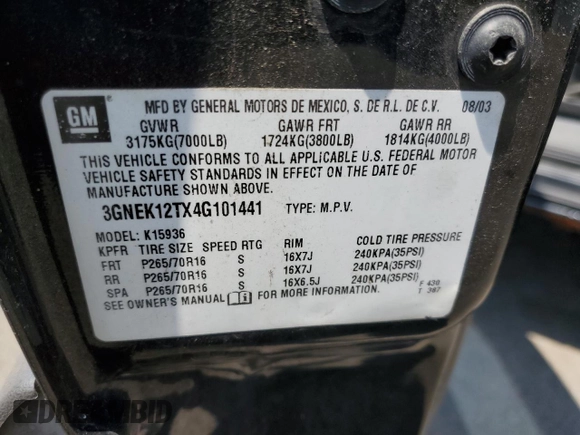 GM
MFD BY GENERAL MOTORS DE MEXICO, S. DE R.L. DE C.V. 08/03
GVWR GAWR FRT GAWR RR
3175KG(7000LB) 1724KG(3800LB) 1814KG(4000LB)
THIS VEHICLE CONFORMS TO ALL APPLICABLE U.S. FEDERAL MOTOR
VEHICLE SAFETY STANDARDS IN EFFECT ON THE DATE OF
MANUFACTURE SHOWN ABOVE.
3GNEK12TX4G101441 TYPE: M.P.V.
MODEL: K15936
KPFR TIRE SIZE SPEED RTG RIM COLD TIRE PRESSURE
FRT P265/70R16 S 16X7J 240KPA(35PSI)
RR P265/70R16 S 16X7J 240KPA(35PSI)
SPA P265/70R16 S 16X6.5J 240KPA(35PSI)
SEE OWNER'S MANUAL
F 439
T 397
DREAMBID